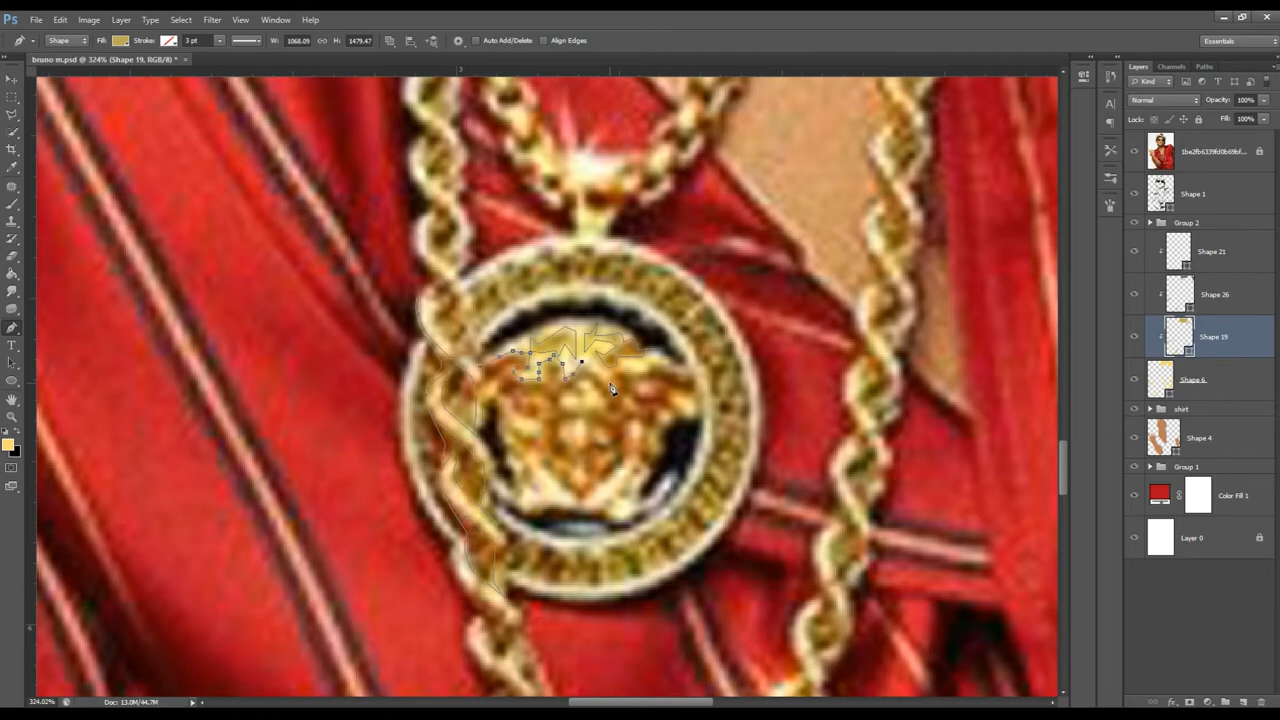 Ps File Edit Image Layer Type Select Filter View Window Help
Shape Fill: Stroke: 3 pt W: 1068.09 H: 1479.47 Auto Add/Delete Align Edges Essentials
bruno m.psd @ 324% (Shape 19, RGB/8) * ×
Layers Channels Paths
Kind
Normal Opacity: 100%
Lock: Fill: 100%
1be2fb6339fd0b69bf...
Shape 1
Group 2
Shape 21
Shape 26
Shape 19
Shape 6
shirt
Shape 4
Group 1
Color Fill 1
Layer 0
324.02% Doc: 13.0M/44.7M